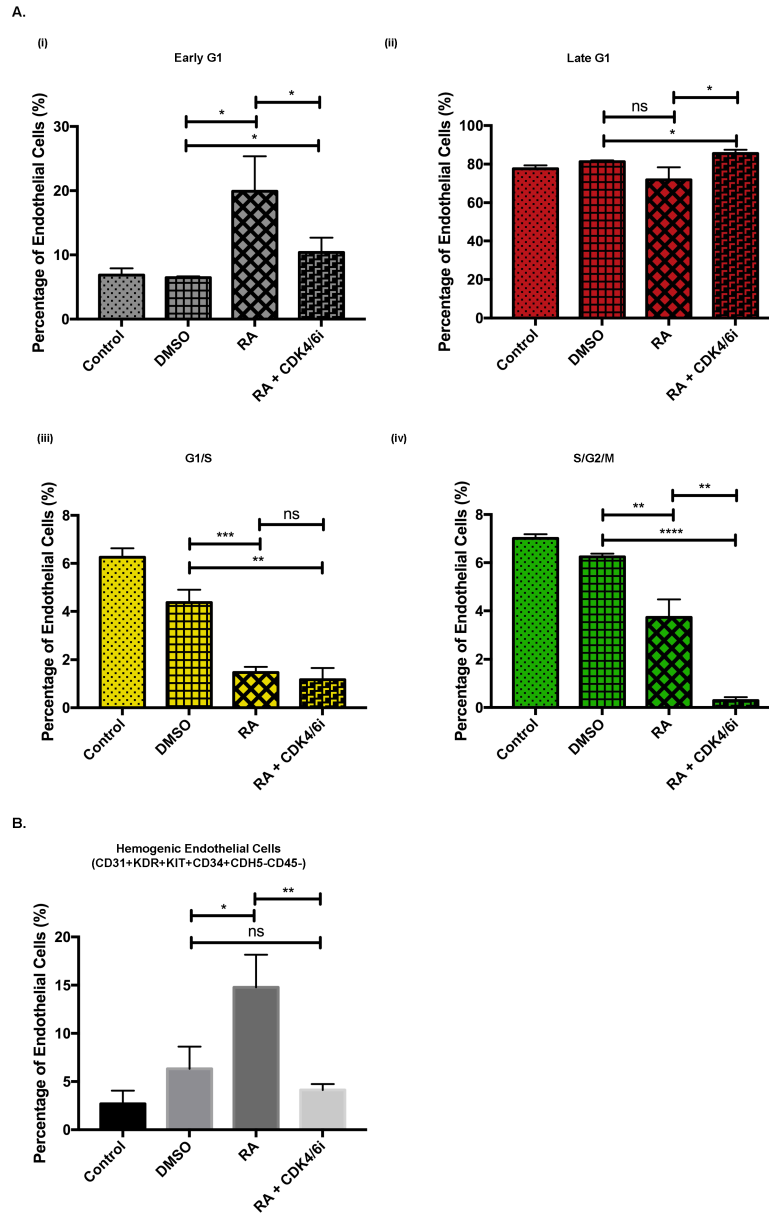 A.
(i)
Early G1
Percentage of Endothelial Cells (%)
30
20
10
0
*
*
*
Control
DMSO
RA
RA + CDK4/6i
(ii)
Late G1
Percentage of Endothelial Cells (%)
100
80
60
40
20
0
ns
*
*
Control
DMSO
RA
RA + CDK4/6i
(iii)
G1/S
Percentage of Endothelial Cells (%)
8
6
4
2
0
ns
***
**
Control
DMSO
RA
RA + CDK4/6i
(iv)
S/G2/M
Percentage of Endothelial Cells (%)
8
6
4
2
0
**
**
****
Control
DMSO
RA
RA + CDK4/6i
B.
Hemogenic Endothelial Cells
(CD31+KDR+KIT+CD34+CDH5-CD45-)
Percentage of Endothelial Cells (%)
20
15
10
5
0
**
*
ns
Control
DMSO
RA
RA + CDK4/6i